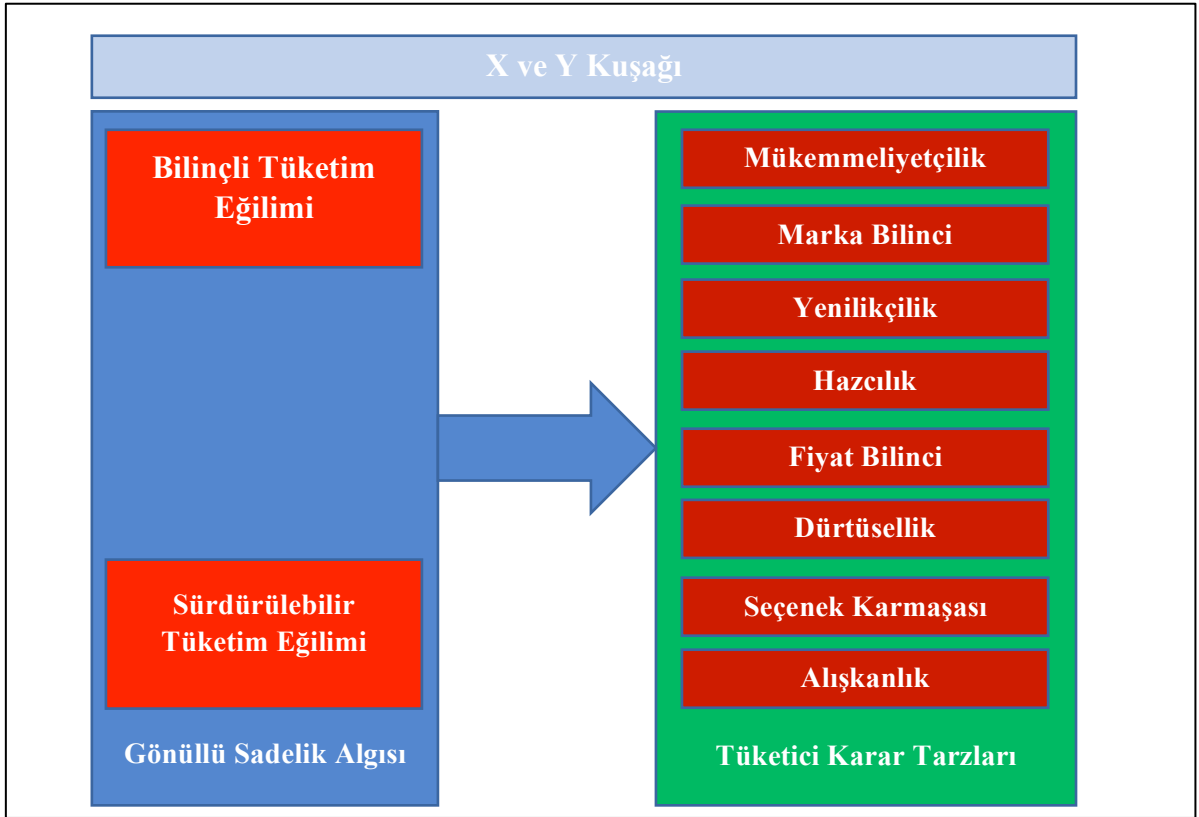 X ve Y Kuşağı
Bilinçli Tüketim
Eğilimi
Sürdürülebilir
Tüketim Eğilimi
Gönüllü Sadelik Algısı
Mükemmeliyetçilik
Marka Bilinci
Yenilikçilik
Hazcılık
Fiyat Bilinci
Dürtüsellik
Seçenek Karmaşası
Alışkanlık
Tüketici Karar Tarzları